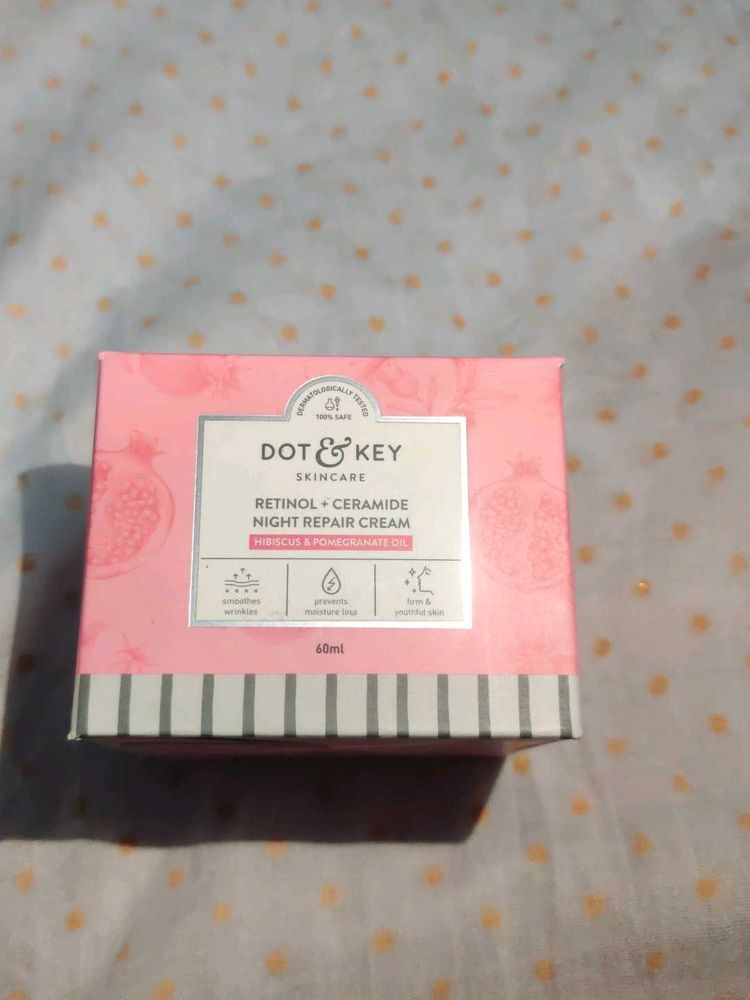 DERMATOLOGICALLY TESTED
100% SAFE
DOT & KEY
SKINCARE
RETINOL + CERAMIDE
NIGHT REPAIR CREAM
HIBISCUS & POMEGRANATE OIL
smoothes
wrinkles
prevents
moisture loss
firm &
youthful skin
60ml